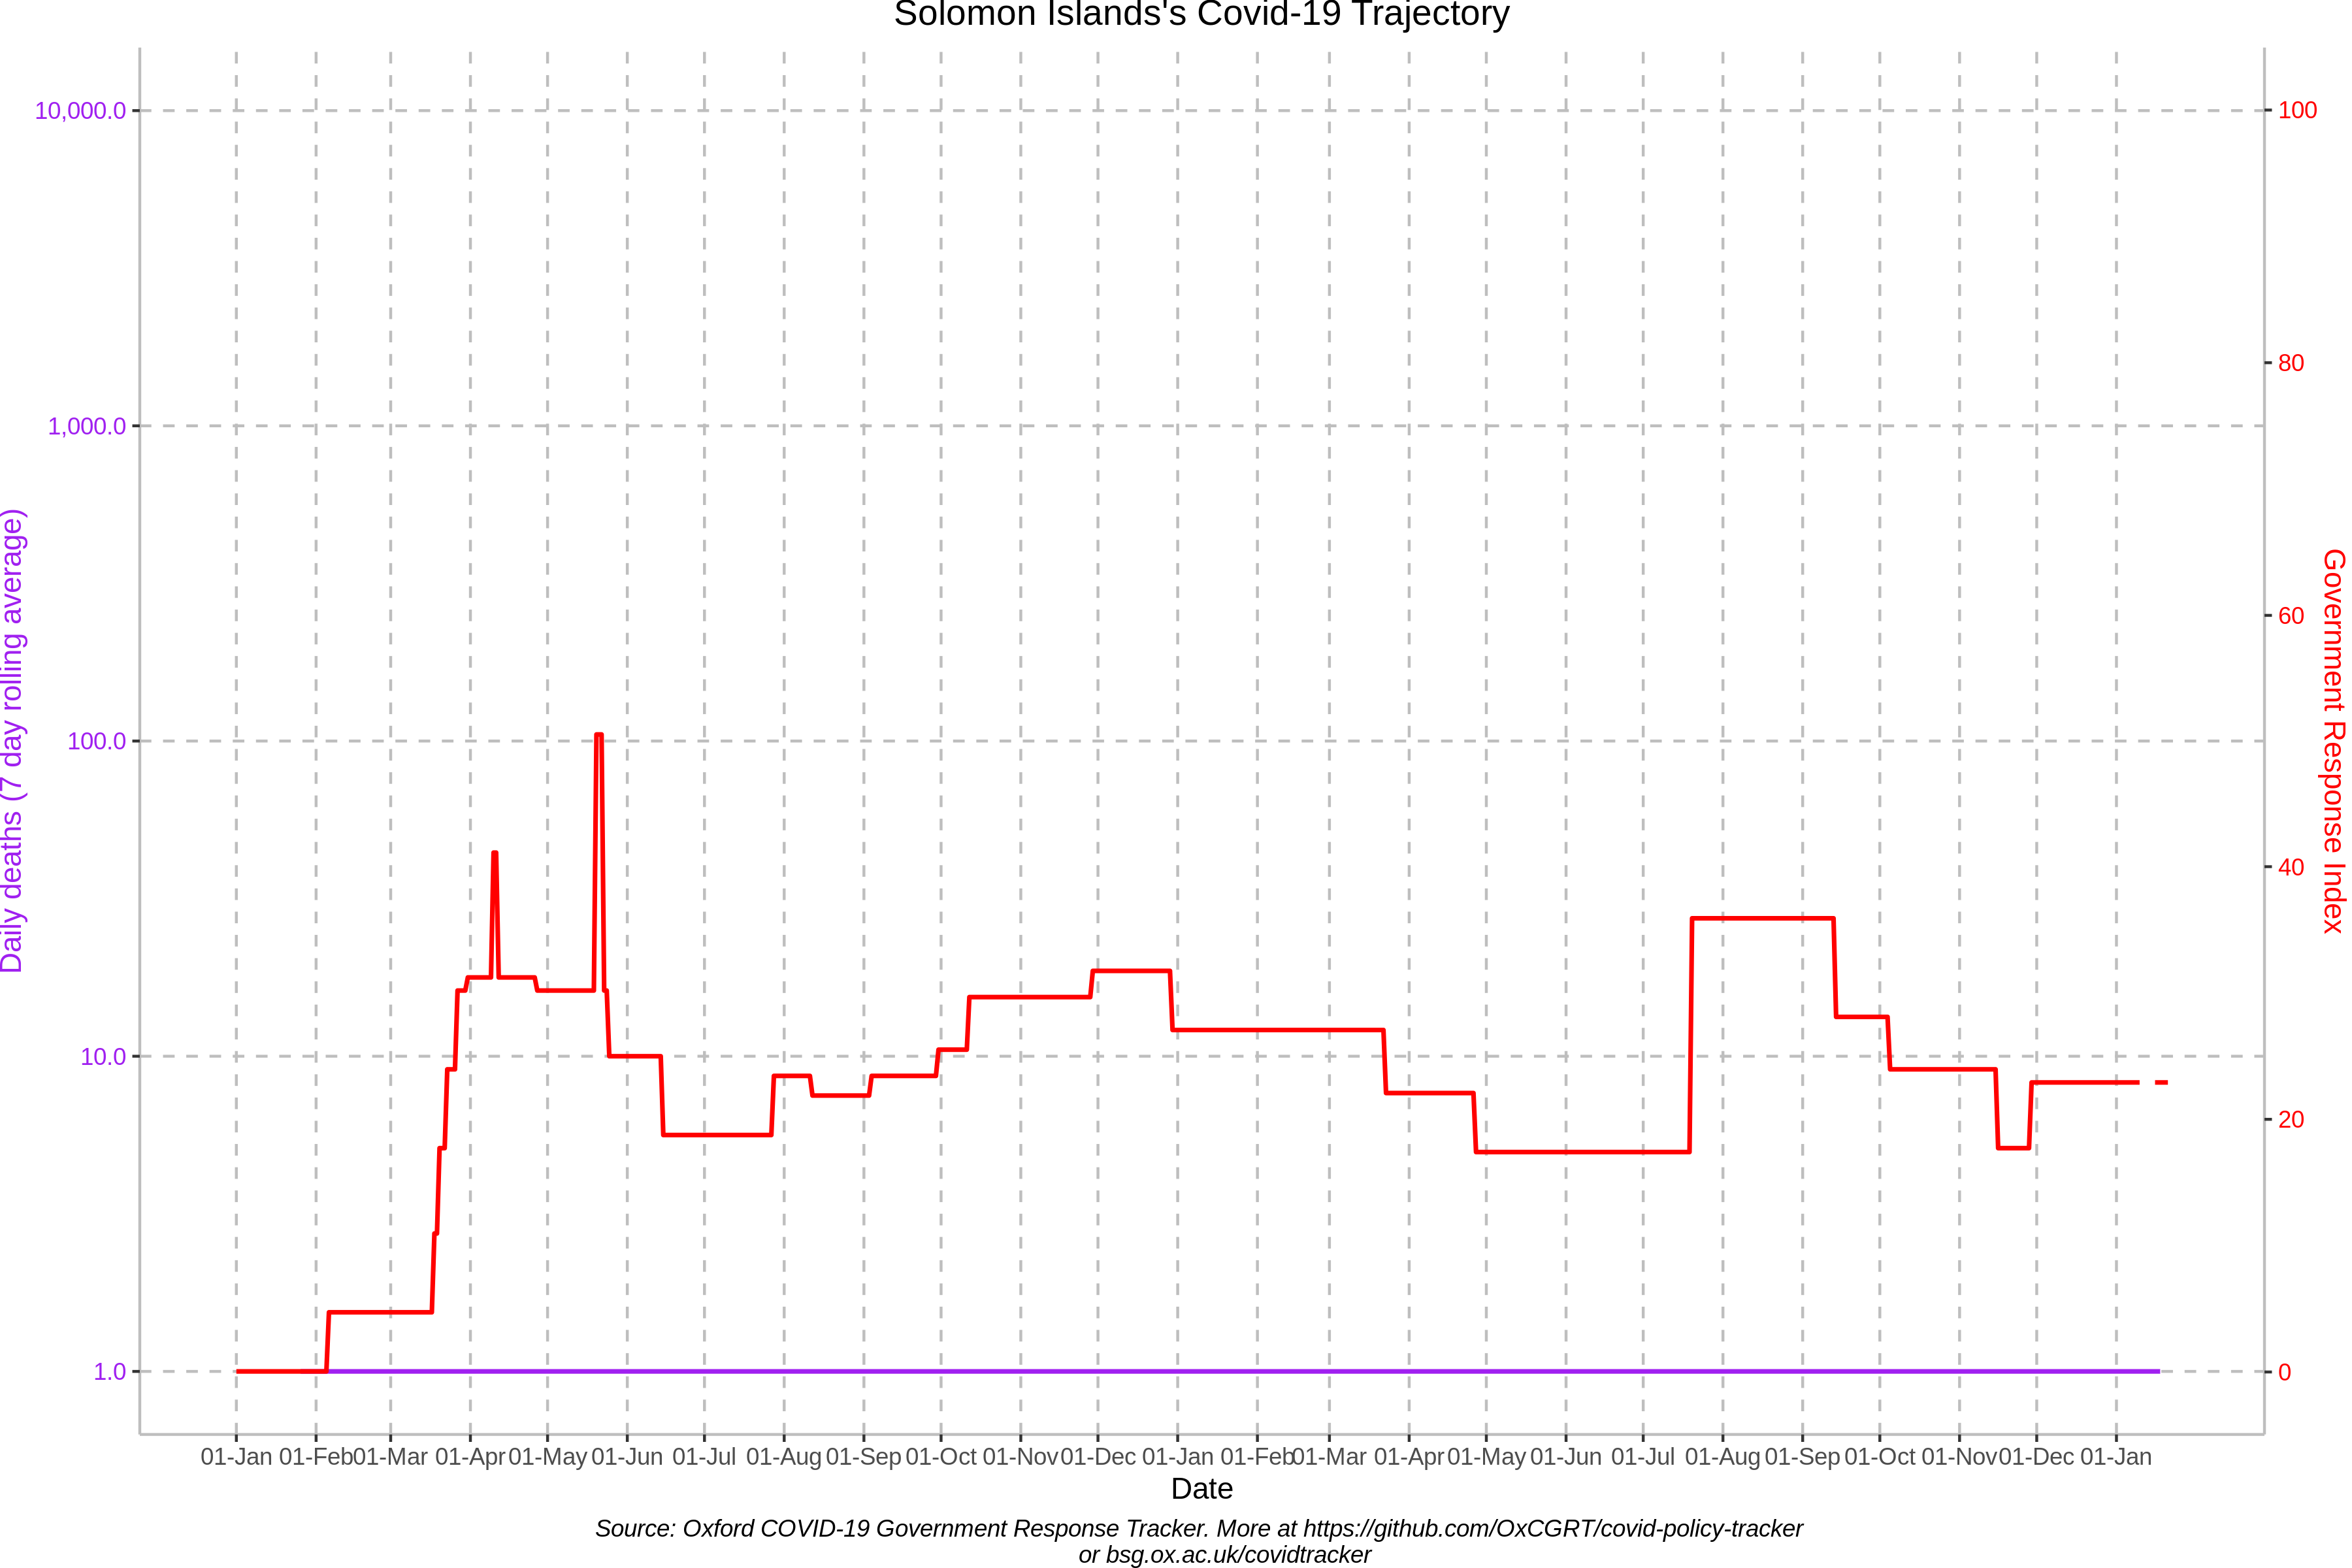 Solomon Islands's Covid-19 Trajectory
10,000.0
1,000.0
100.0
10.0
1.0
Daily deaths (7 day rolling average)
100
80
60
40
20
0
Government Response Index
01-Jan 01-Feb 01-Mar 01-Apr 01-May 01-Jun 01-Jul 01-Aug 01-Sep 01-Oct 01-Nov 01-Dec 01-Jan 01-Feb 01-Mar 01-Apr 01-May 01-Jun 01-Jul 01-Aug 01-Sep 01-Oct 01-Nov 01-Dec 01-Jan
Date
Source: Oxford COVID-19 Government Response Tracker. More at https://github.com/OxCGRT/covid-policy-tracker
or bsg.ox.ac.uk/covidtracker